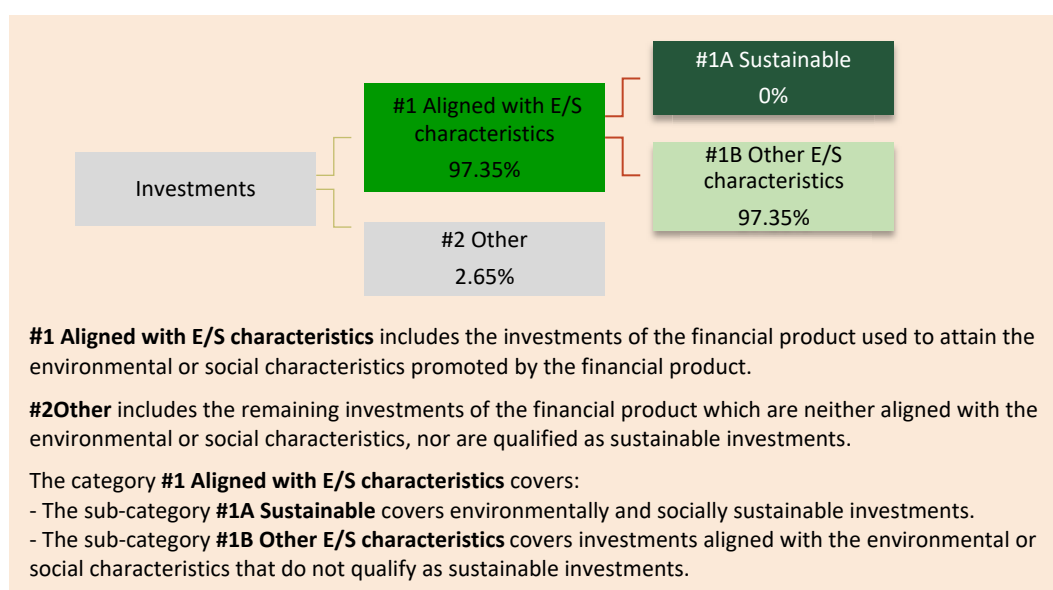 #1A Sustainable
0%
#1 Aligned with E/S
characteristics
97.35%
#1B Other E/S
characteristics
97.35%
Investments
#2 Other
2.65%
#1 Aligned with E/S characteristics includes the investments of the financial product used to attain the
environmental or social characteristics promoted by the financial product.
#2Other includes the remaining investments of the financial product which are neither aligned with the
environmental or social characteristics, nor are qualified as sustainable investments.
The category #1 Aligned with E/S characteristics covers:
- The sub-category #1A Sustainable covers environmentally and socially sustainable investments.
- The sub-category #1B Other E/S characteristics covers investments aligned with the environmental or
social characteristics that do not qualify as sustainable investments.